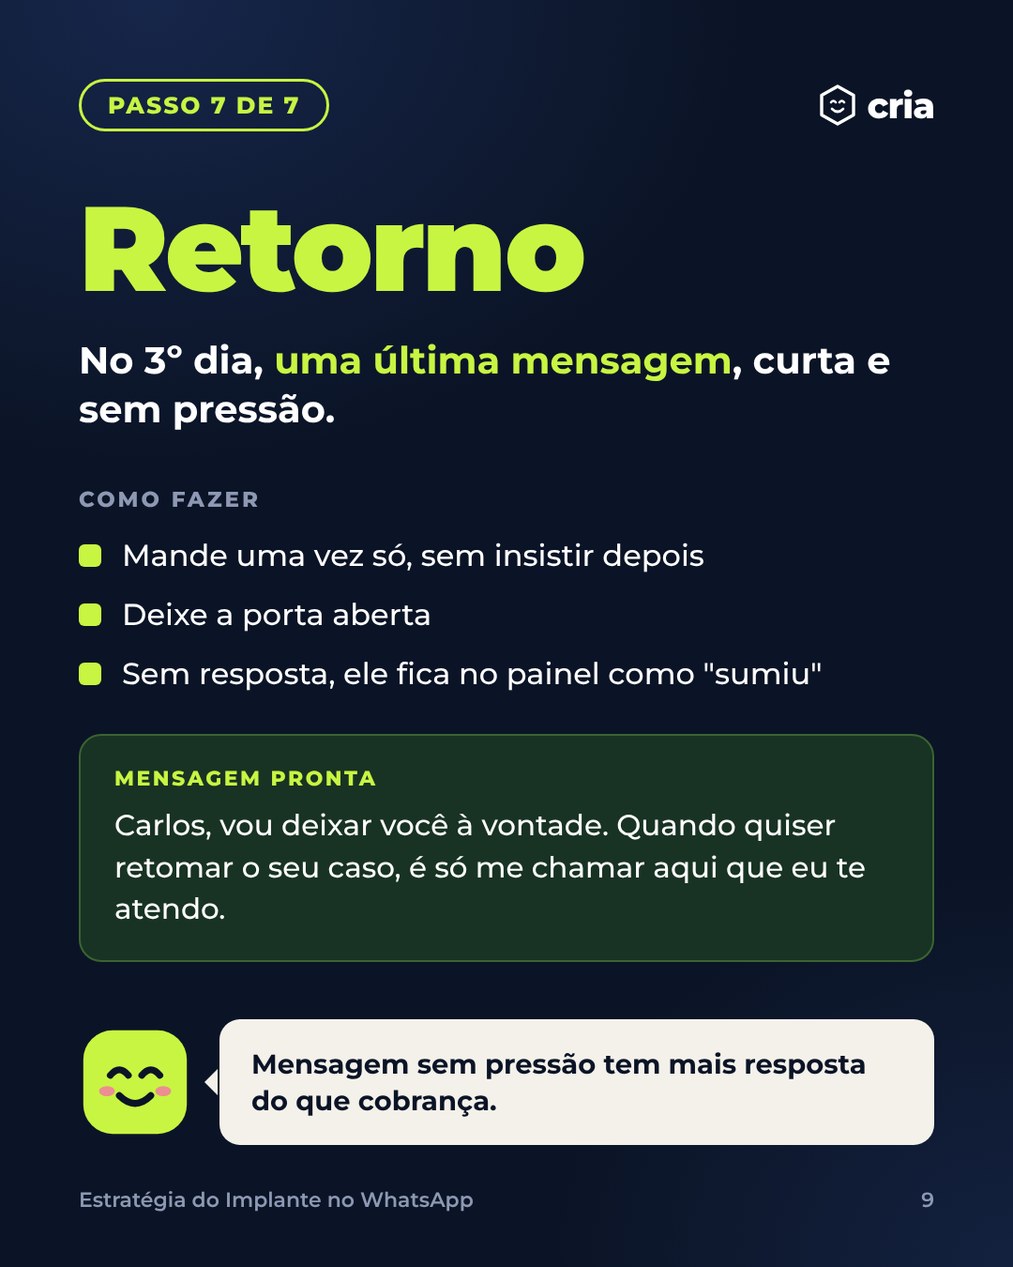 PASSO 7 DE 7
cria
Retorno
No 3º dia, uma última mensagem, curta e
sem pressão.
COMO FAZER
Mande uma vez só, sem insistir depois
Deixe a porta aberta
Sem resposta, ele fica no painel como "sumiu"
MENSAGEM PRONTA
Carlos, vou deixar você à vontade. Quando quiser
retomar o seu caso, é só me chamar aqui que eu te
atendo.
Mensagem sem pressão tem mais resposta
do que cobrança.
Estratégia do Implante no WhatsApp
9